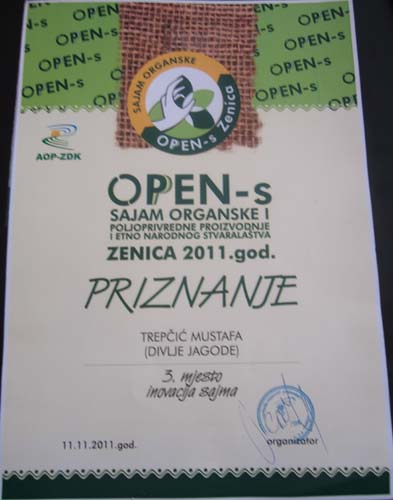 OPEN-s
SAJAM ORGANSKE
OPEN-s Zenica
AOP-ZDK
OPEN-s
SAJAM ORGANSKE I
POLJOPRIVREDNE PROIZVODNJE
I ETNO NARODNOG STVARALAŠTVA
ZENICA 2011.god.
PRIZNANJE
TREPČIĆ MUSTAFA
(DIVLJE JAGODE)
3. mjesto
inovacija sajma
11.11.2011.god.
organizator